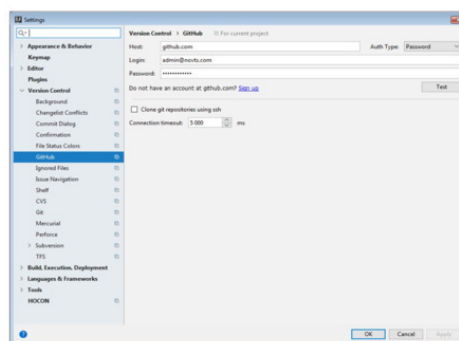 Settings
Version Control › GitHub For current project
Appearance & Behavior
Keymap
Editor
Plugins
Version Control
Background
Changelist Conflicts
Commit Dialog
Confirmation
File Status Colors
GitHub
Ignored Files
Issue Navigation
Shelf
CVS
Git
Mercurial
Perforce
Subversion
TFS
Build, Execution, Deployment
Languages & Frameworks
Tools
HOCON
Host: github.com Auth Type: Password
Login: admin@novts.com
Password: ••••••••••••
Do not have an account at github.com? Sign up Test
Clone git repositories using ssh
Connection timeout: 5.000 ms
? OK Cancel Apply